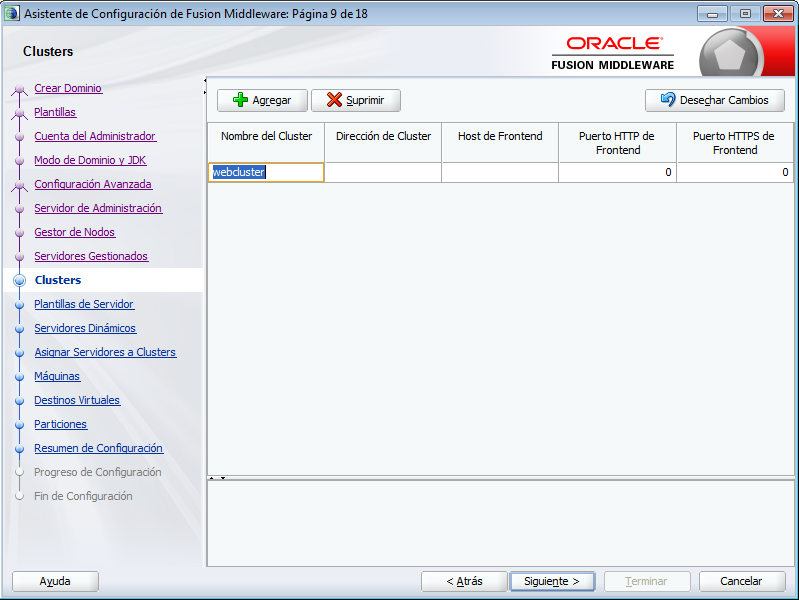 Asistente de Configuración de Fusion Middleware: Página 9 de 18
Clusters
ORACLE
FUSION MIDDLEWARE
Crear Dominio
Plantillas
Cuenta del Administrador
Modo de Dominio y JDK
Configuración Avanzada
Servidor de Administración
Gestor de Nodos
Servidores Gestionados
Clusters
Plantillas de Servidor
Servidores Dinámicos
Asignar Servidores a Clusters
Máquinas
Destinos Virtuales
Particiones
Resumen de Configuración
Progreso de Configuración
Fin de Configuración
Agregar
Suprimir
Desechar Cambios
Nombre del Cluster
Dirección de Cluster
Host de Frontend
Puerto HTTP de
Frontend
Puerto HTTPS de
Frontend
webcluster
0
0
Ayuda
< Atrás
Siguiente >
Terminar
Cancelar